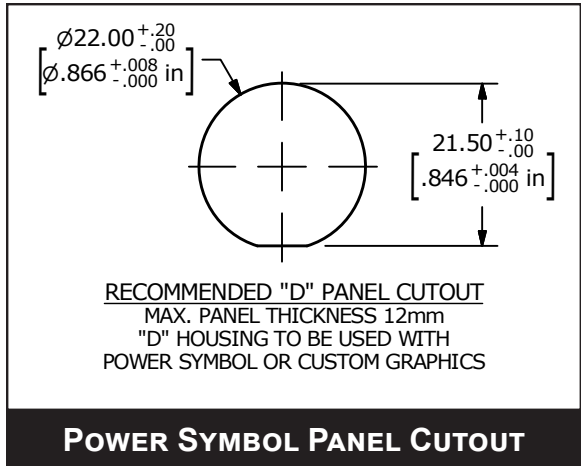 Ø22.00 +.20 -.00
[Ø.866 +.008 -.000 in]
21.50 +.10 -.00
[.846 +.004 -.000 in]
RECOMMENDED "D" PANEL CUTOUT
MAX. PANEL THICKNESS 12mm
"D" HOUSING TO BE USED WITH
POWER SYMBOL OR CUSTOM GRAPHICS
POWER SYMBOL PANEL CUTOUT